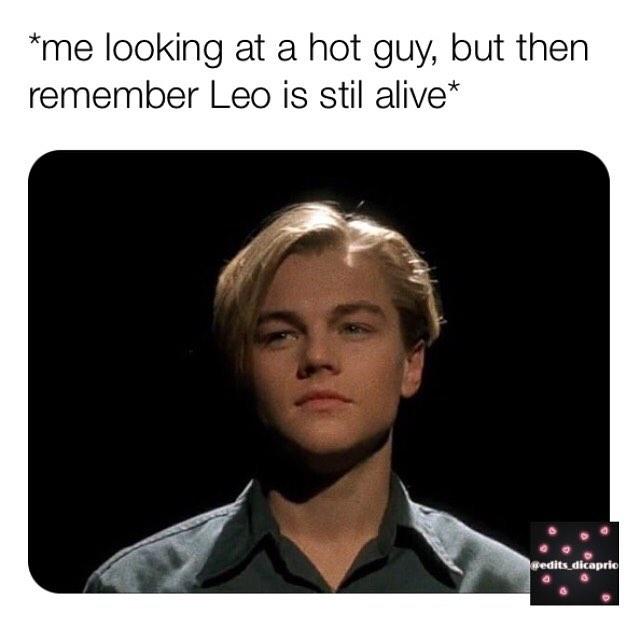 *me looking at a hot guy, but then
remember Leo is stil alive*
@edits_dicaprio